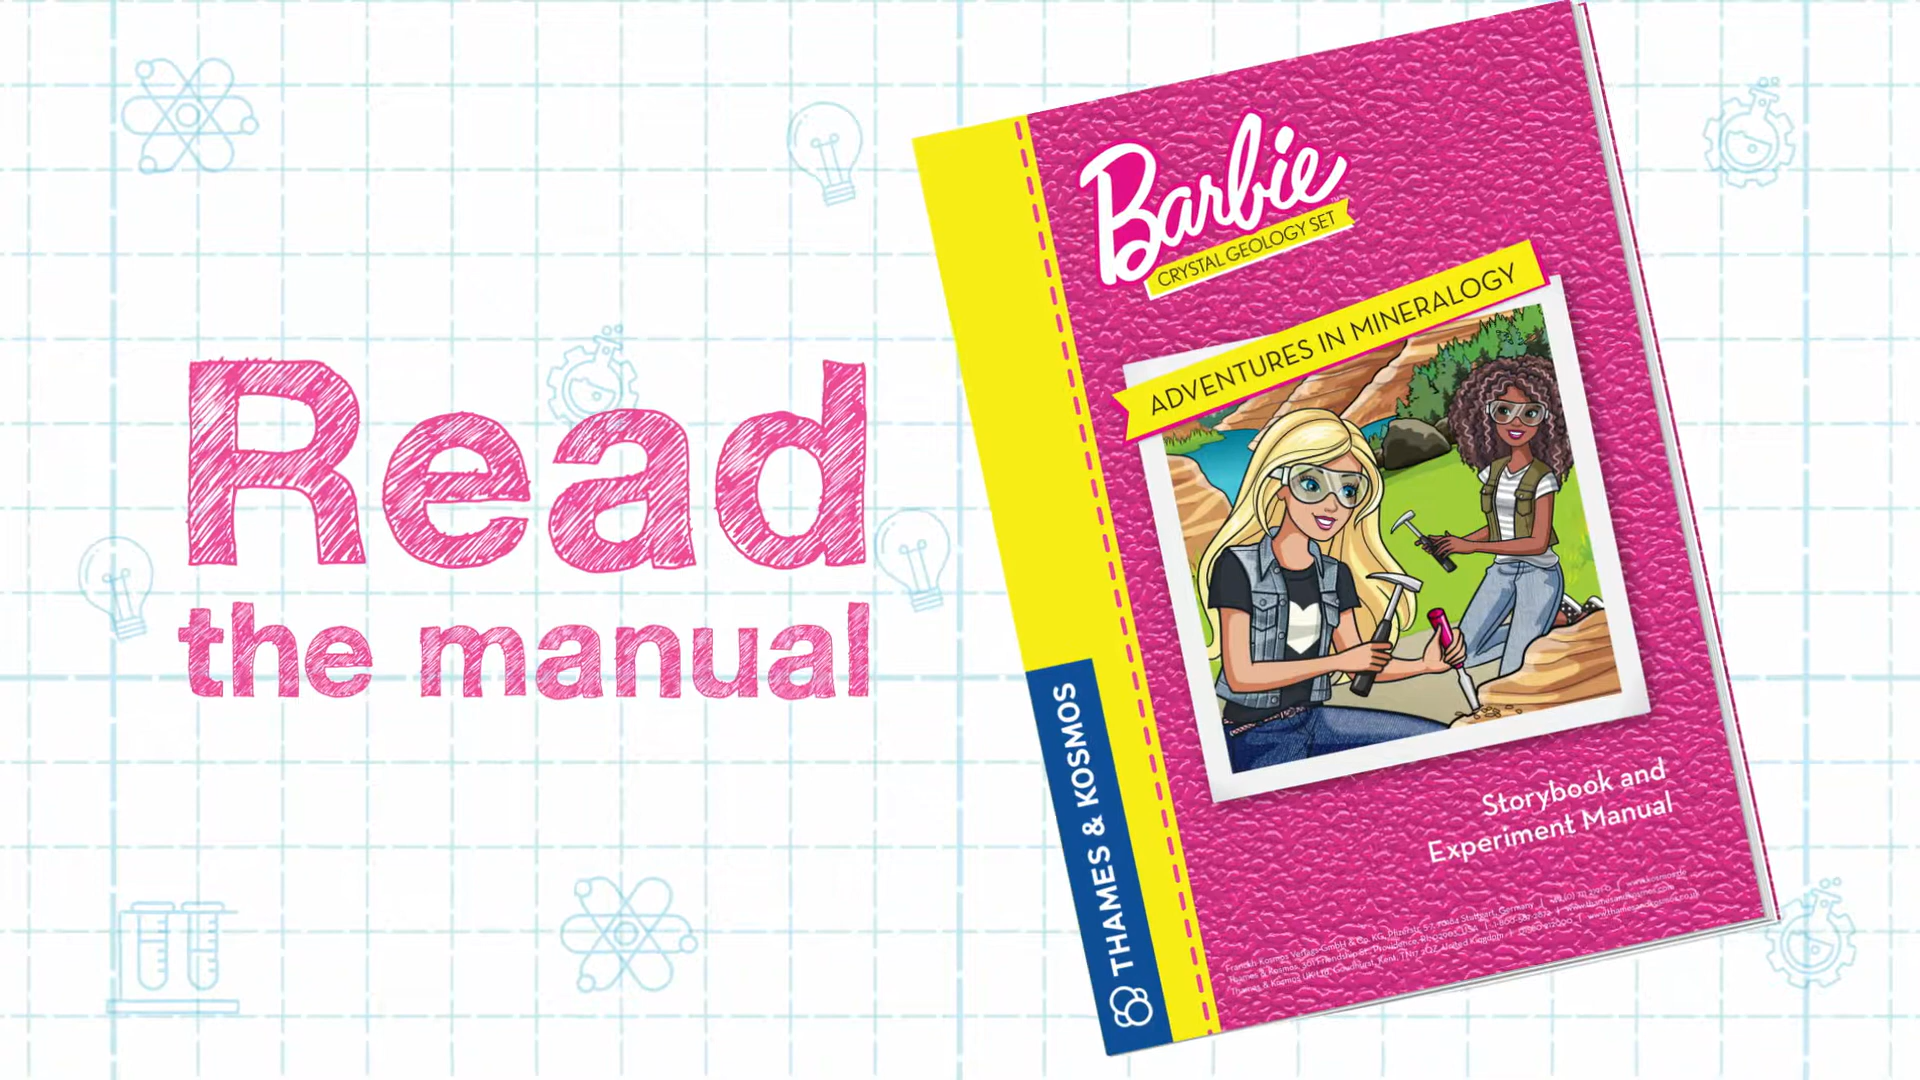 Read
the manual
Barbie
CRYSTAL GEOLOGY SET
ADVENTURES IN MINERALOGY
Storybook and
Experiment Manual
THAMES & KOSMOS